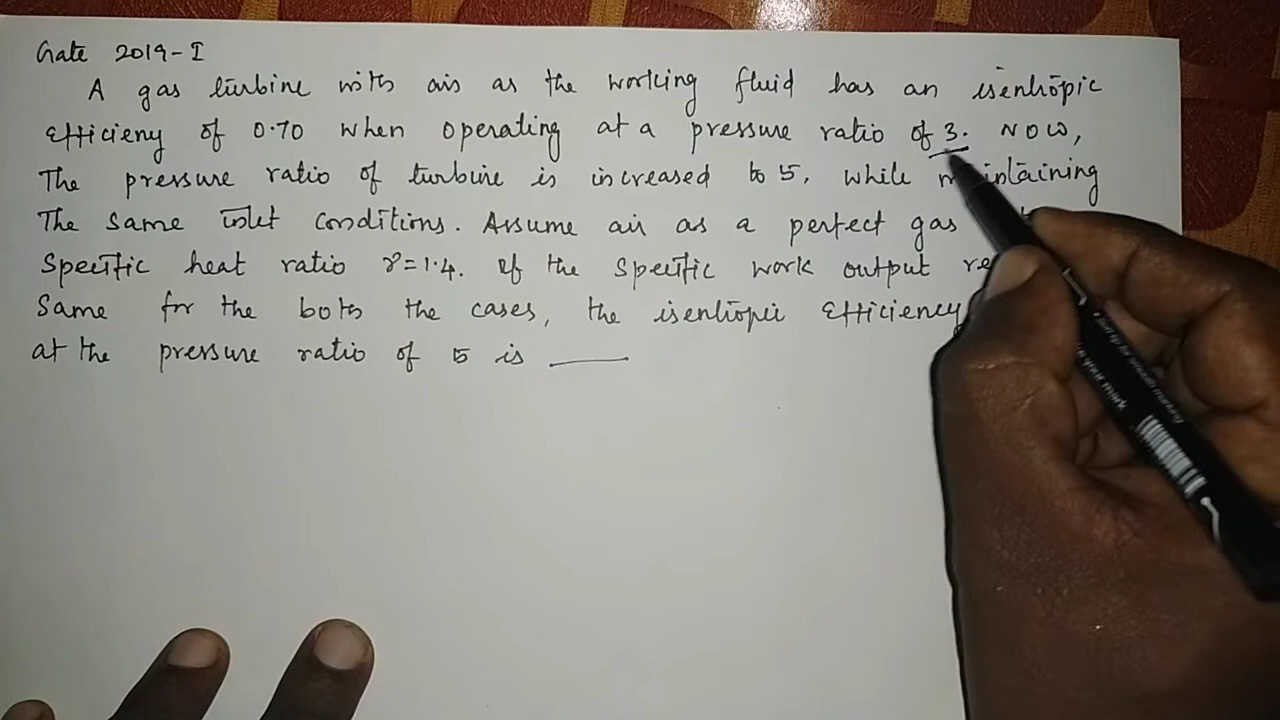 Gate 2019-I
A gas turbine with air as the working fluid has an isentropic
Efficieny of 0.70 when operating at a pressure ratio of 3. NOW,
The pressure ratio of turbine is increased to 5, while maintaining
The same inlet conditions. Assume air as a perfect gas
Specific heat ratio γ=1.4. If the specific work output
same for the both the cases, the isentropic Efficiency
at the pressure ratio of 5 is